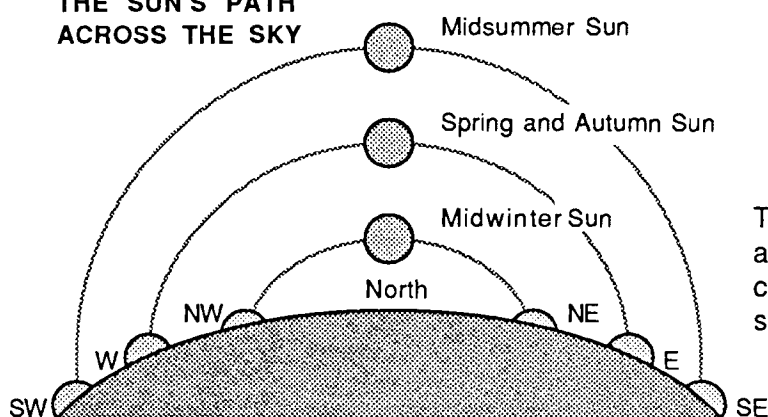 THE SUN'S PATH
ACROSS THE SKY
Midsummer Sun
Spring and Autumn Sun
Midwinter Sun
North
NW
NE
W
E
SW
SE